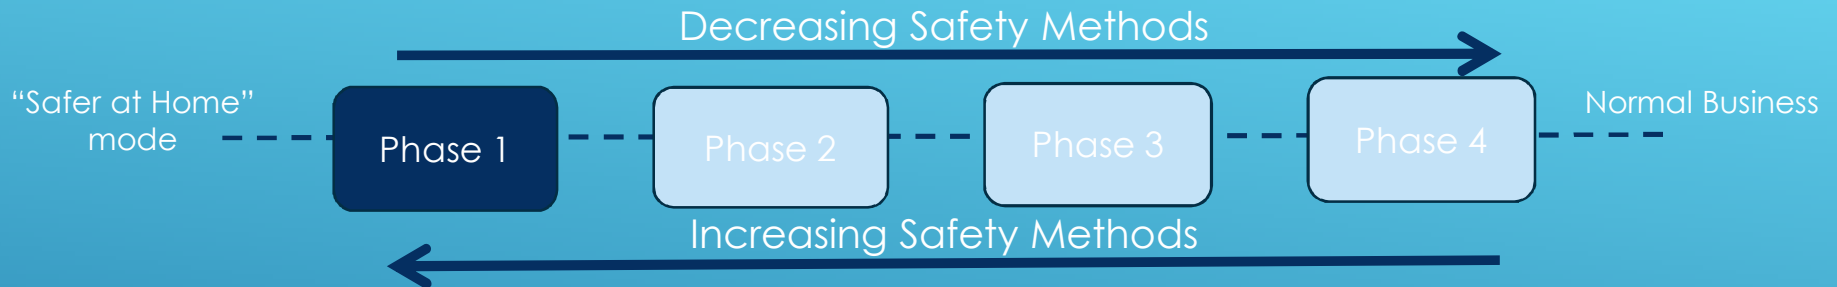 Decreasing Safety Methods
“Safer at Home”
mode
Phase 1
Phase 2
Phase 3
Phase 4
Normal Business
Increasing Safety Methods